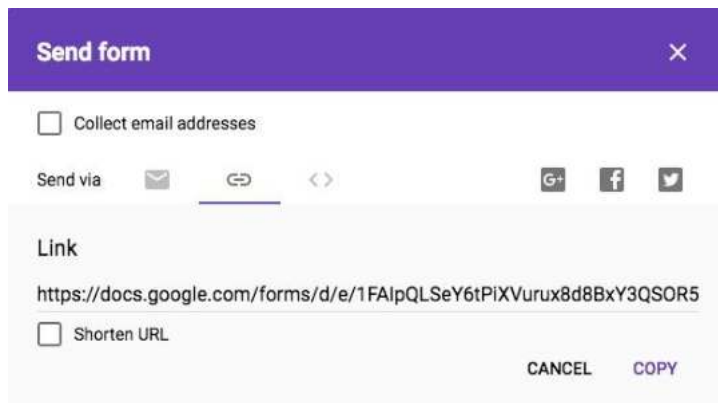 Send form
Collect email addresses
Send via
G+
Link
https://docs.google.com/forms/d/e/1FAIpQLSeY6tPiXVurux8d8BxY3QSOR5
Shorten URL
CANCEL COPY